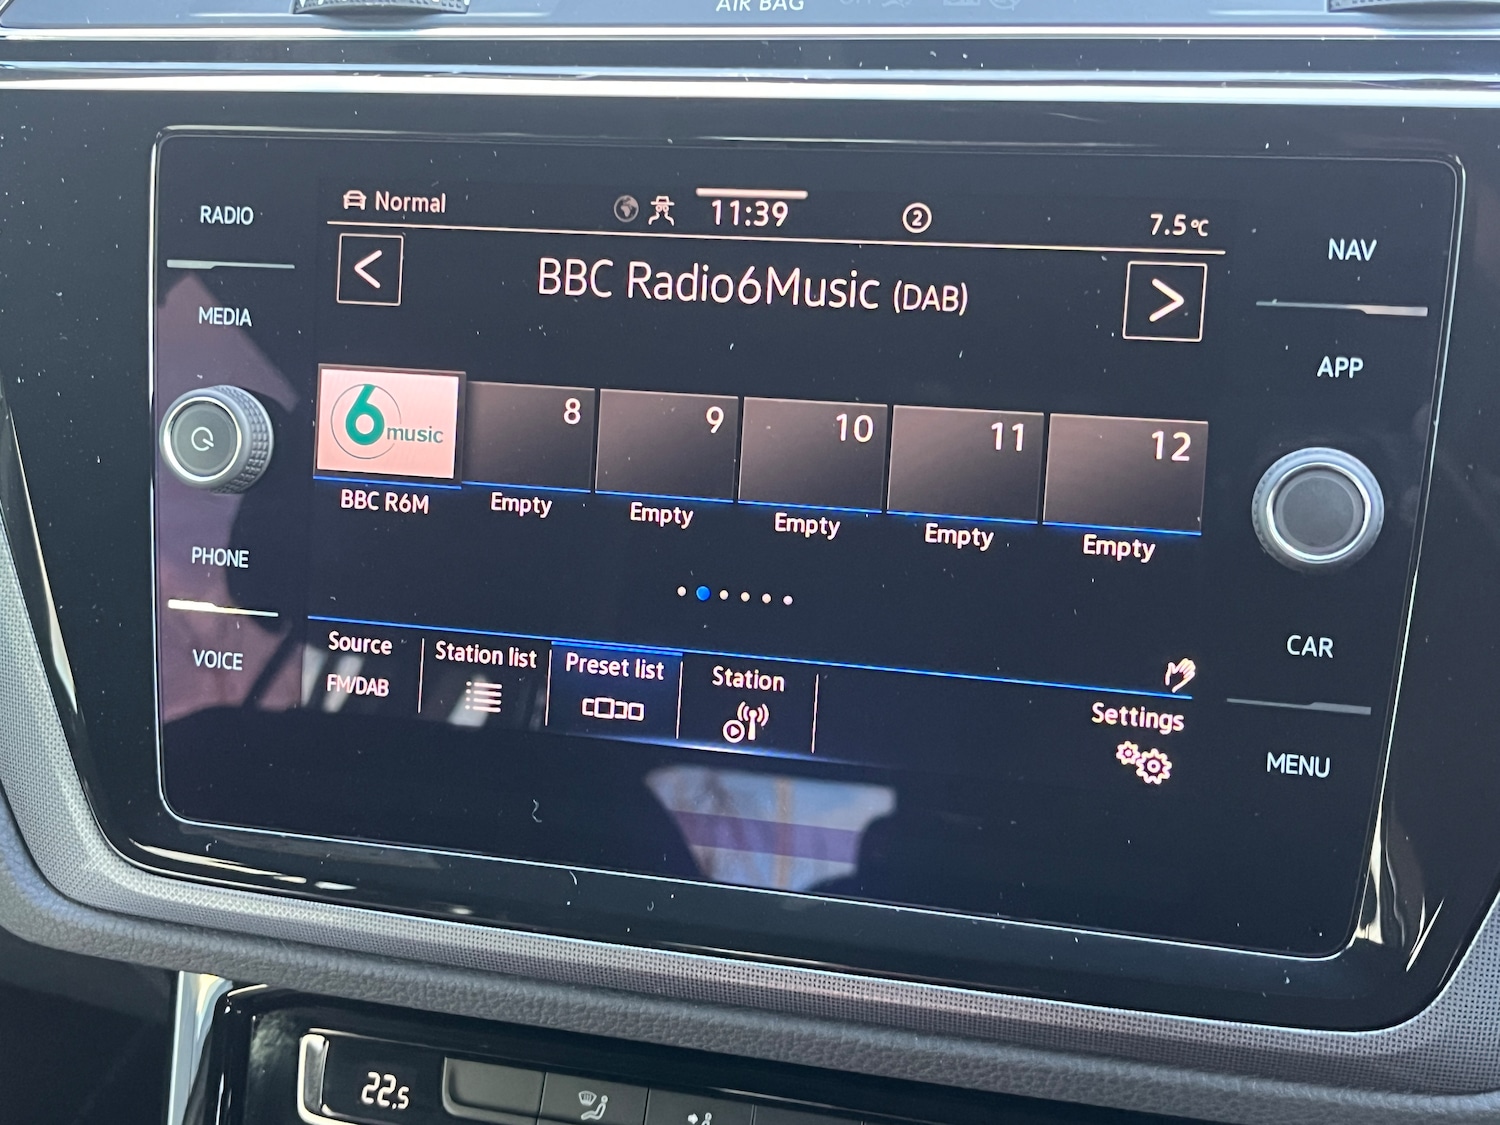 AIR BAG
Normal
11:39
2
7.5°C
RADIO
MEDIA
PHONE
VOICE
NAV
APP
CAR
MENU
<
BBC Radio6Music (DAB)
>
6music
8
9
10
11
12
BBC R6M
Empty
Empty
Empty
Empty
Empty
Source
FM/DAB
Station list
Preset list
Station
Settings
22.5